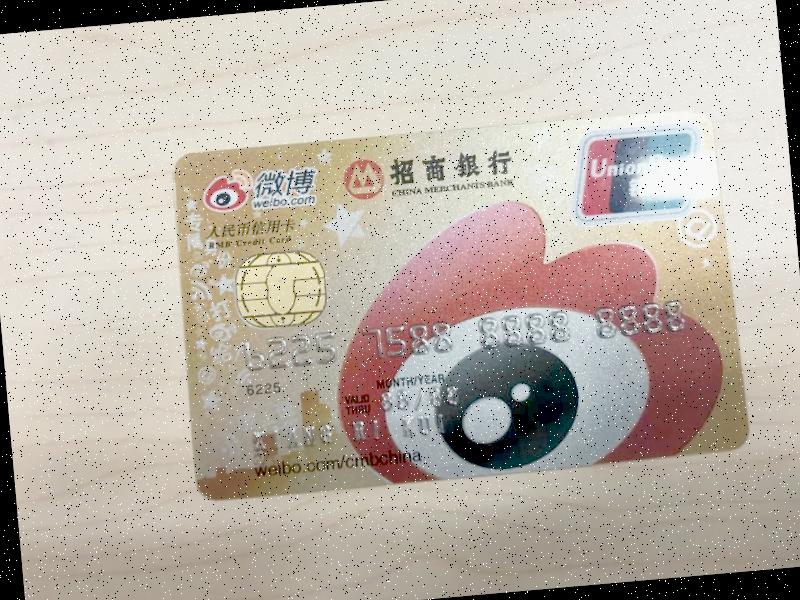 微博
weibo.com
招商银行
CHINA MERCHANTS BANK
Union
人民币信用卡
RMB Credit Card
@
6225 7588 8888 8888
6225
MONTH/YEAR
VALID THRU
weibo.com/cmbchina